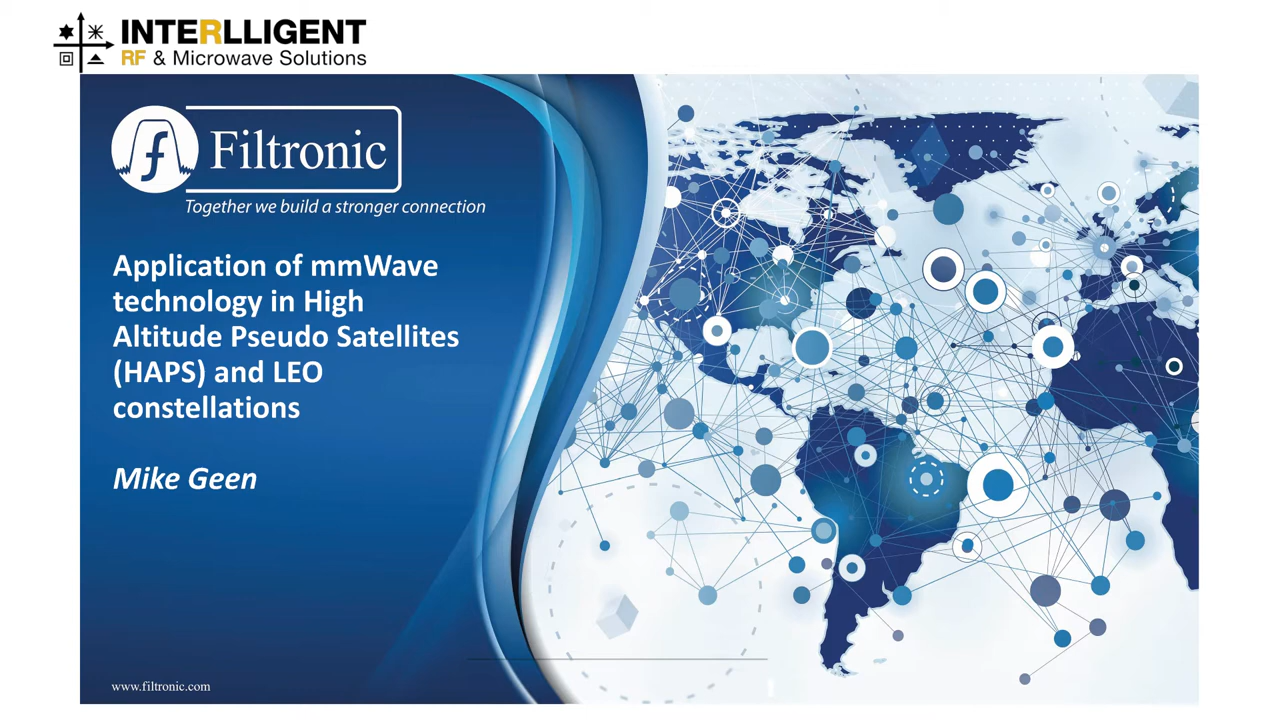 INTERLLIGENT
RF & Microwave Solutions
f Filtronic
Together we build a stronger connection
Application of mmWave
technology in High
Altitude Pseudo Satellites
(HAPS) and LEO
constellations
Mike Geen
www.filtronic.com